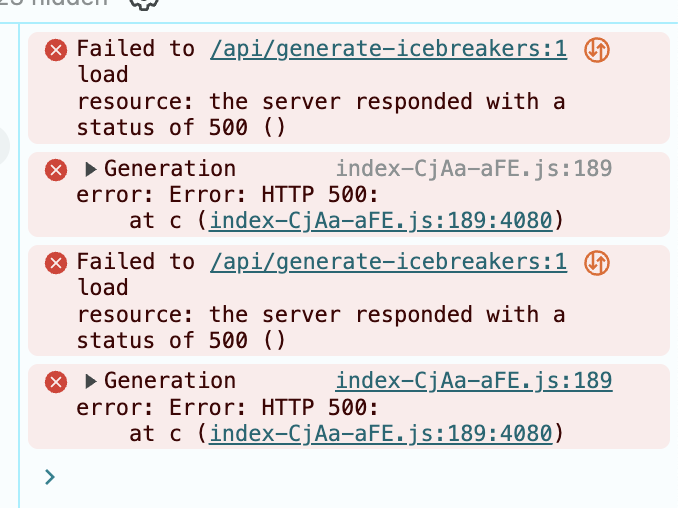 hidden
Failed to /api/generate-icebreakers:1
load
resource: the server responded with a
status of 500 ()
Generation index-CjAa-aFE.js:189
error: Error: HTTP 500:
at c (index-CjAa-aFE.js:189:4080)
Failed to /api/generate-icebreakers:1
load
resource: the server responded with a
status of 500 ()
Generation index-CjAa-aFE.js:189
error: Error: HTTP 500:
at c (index-CjAa-aFE.js:189:4080)